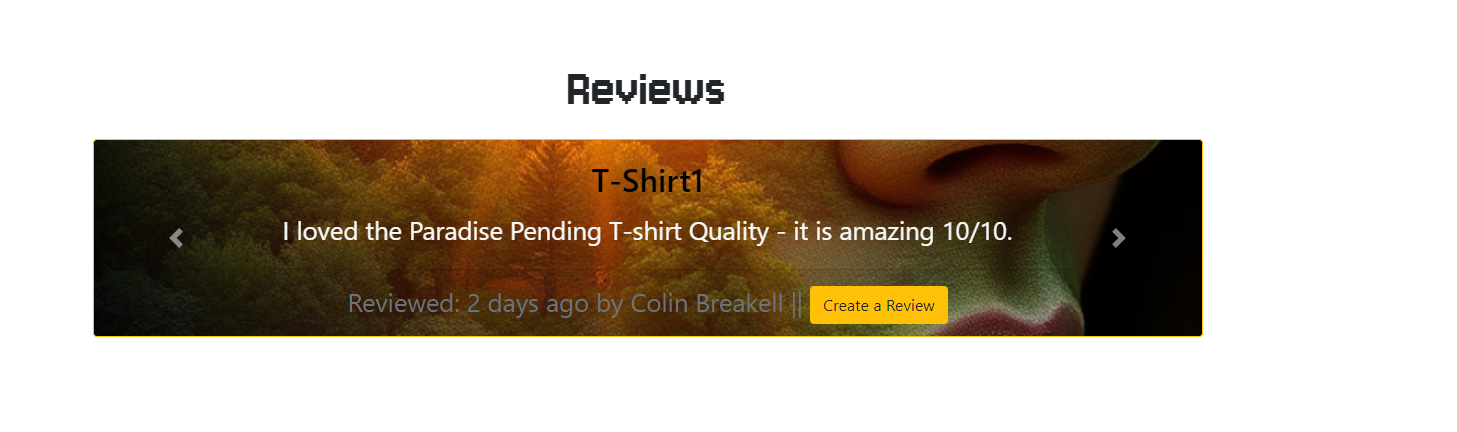 Reviews
T-Shirt1
I loved the Paradise Pending T-shirt Quality - it is amazing 10/10.
Reviewed: 2 days ago by Colin Breakell || Create a Review